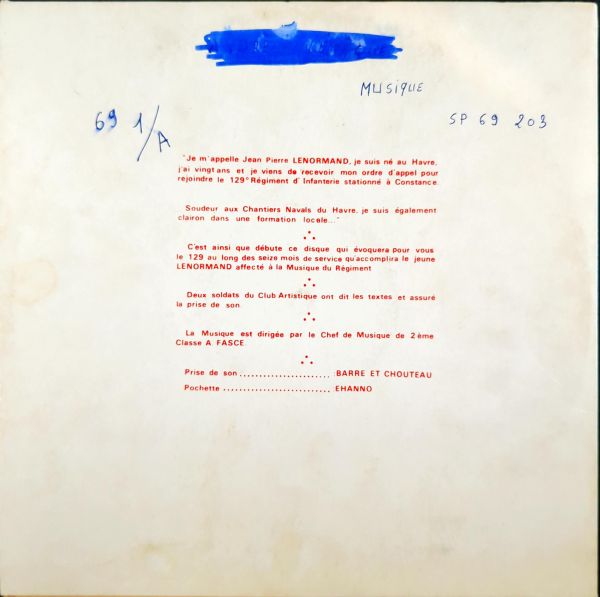 MUSIQUE
69 1/A
SP 69 203
"Je m'appelle Jean Pierre LENORMAND, je suis né au Havre,
j'ai vingt ans et je viens de recevoir mon ordre d'appel pour
rejoindre le 129° Régiment d'Infanterie stationné à Constance.
Soudeur aux Chantiers Navals du Havre, je suis également
clairon dans une formation locale..."
C'est ainsi que débute ce disque qui évoquera pour vous
le 129 au long des seize mois de service qu'accomplira le jeune
LENORMAND affecté à la Musique du Régiment
Deux soldats du Club Artistique ont dit les textes et assuré
la prise de son.
La Musique est dirigée par le Chef de Musique de 2ème
Classe A. FASCE.
Prise de son ....................... :BARRE ET CHOUTEAU
Pochette .......................... EHANNO